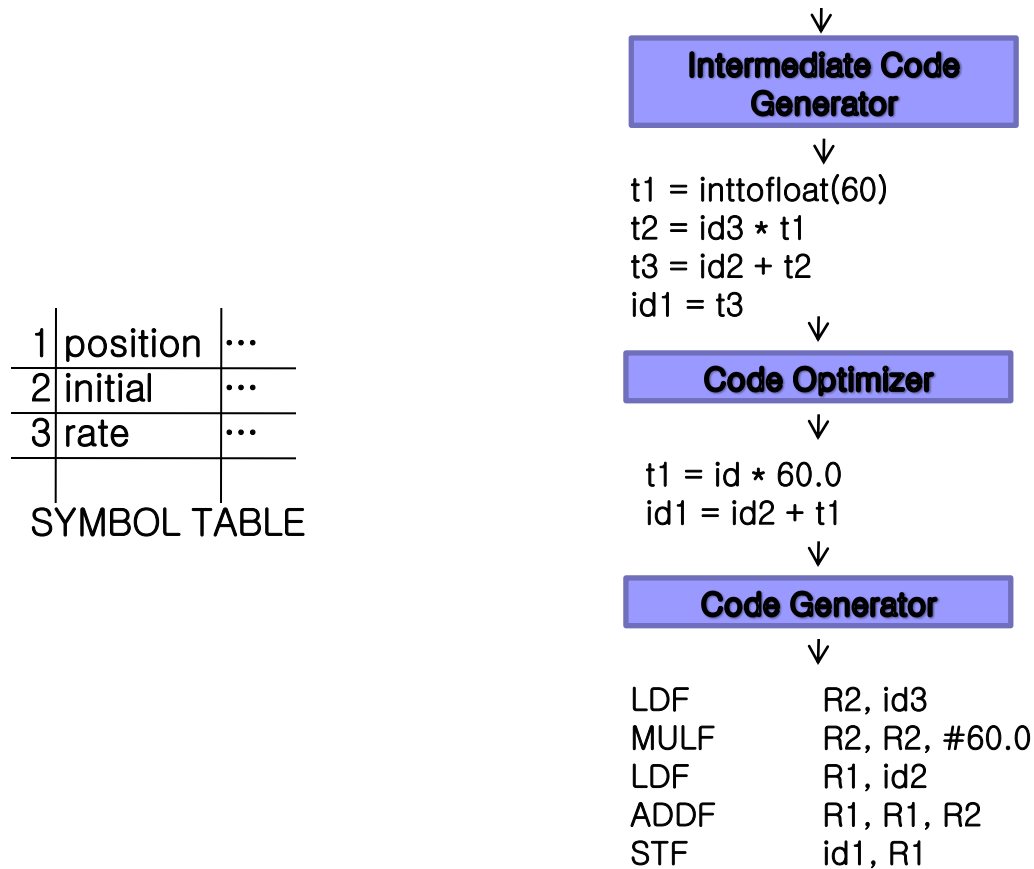 1 position ...
2 initial ...
3 rate ...
SYMBOL TABLE
Intermediate Code
Generator
t1 = inttofloat(60)
t2 = id3 * t1
t3 = id2 + t2
id1 = t3
Code Optimizer
t1 = id * 60.0
id1 = id2 + t1
Code Generator
LDF R2, id3
MULF R2, R2, #60.0
LDF R1, id2
ADDF R1, R1, R2
STF id1, R1